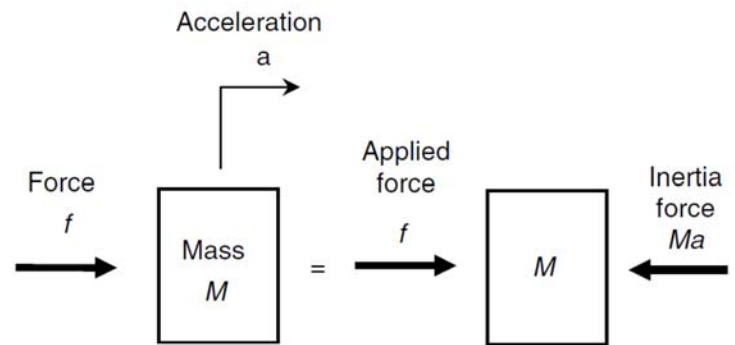 Acceleration
a
Force
f
Mass
M
=
Applied
force
f
M
Inertia
force
Ma